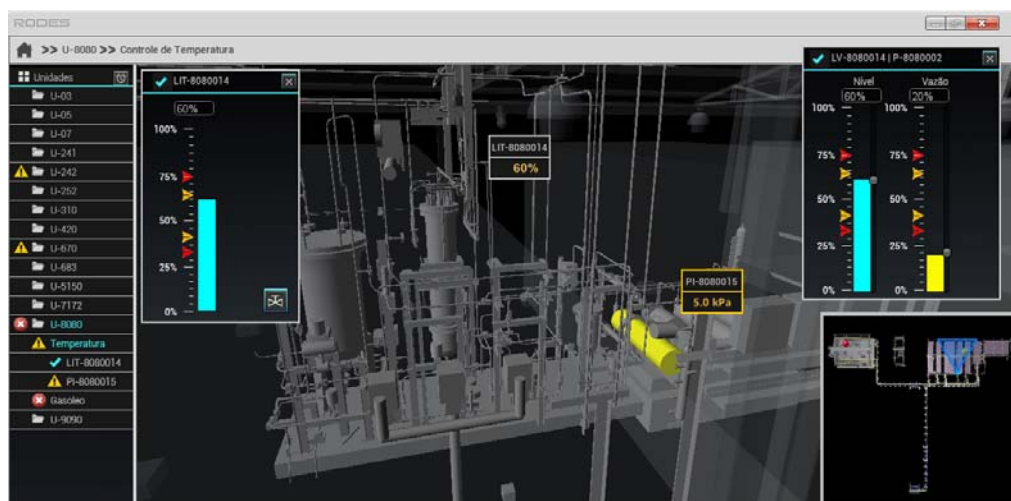 RODES
>> U-8080 >> Controle de Temperatura
Unidades
U-03
U-05
U-07
U-241
U-242
U-252
U-310
U-420
U-670
U-683
U-5150
U-7172
U-8080
Temperatura
LIT-8080014
PI-8080015
Gasoleo
U-9090
LIT-8080014
60%
100%
75%
50%
25%
0%
LIT-8080014
60%
PI-8080015
5.0 kPa
LV-8080014 | P-8080002
Nível Vazão
60% 20%
100% 100%
75% 75%
50% 50%
25% 25%
0% 0%